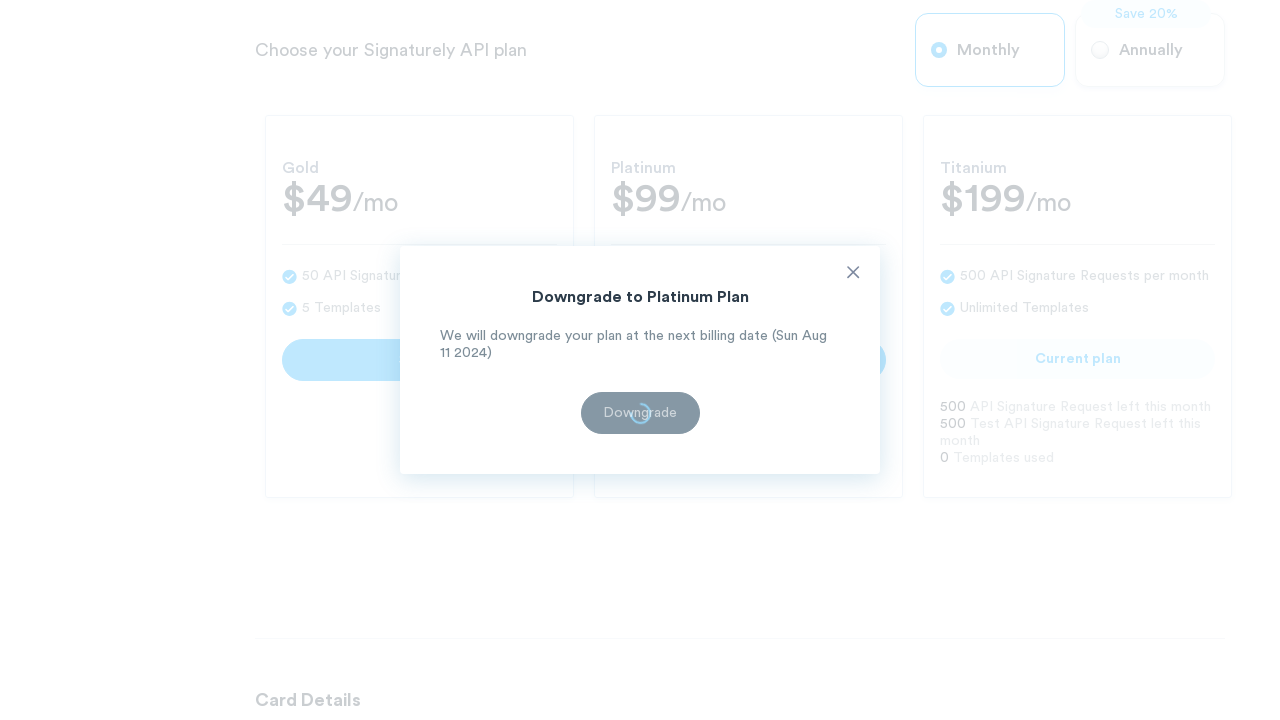 Save 20%
Choose your Signaturely API plan
Monthly
Annually
Gold
$49/mo
Platinum
$99/mo
Titanium
$199/mo
50 API
5 Templates
500 API Signature Requests per month
Unlimited Templates
Current plan
500 API Signature Request left this month
500 Test API Signature Request left this
month
0 Templates used
Downgrade to Platinum Plan
We will downgrade your plan at the next billing date (Sun Aug
11 2024)
Downgrade
Card Details